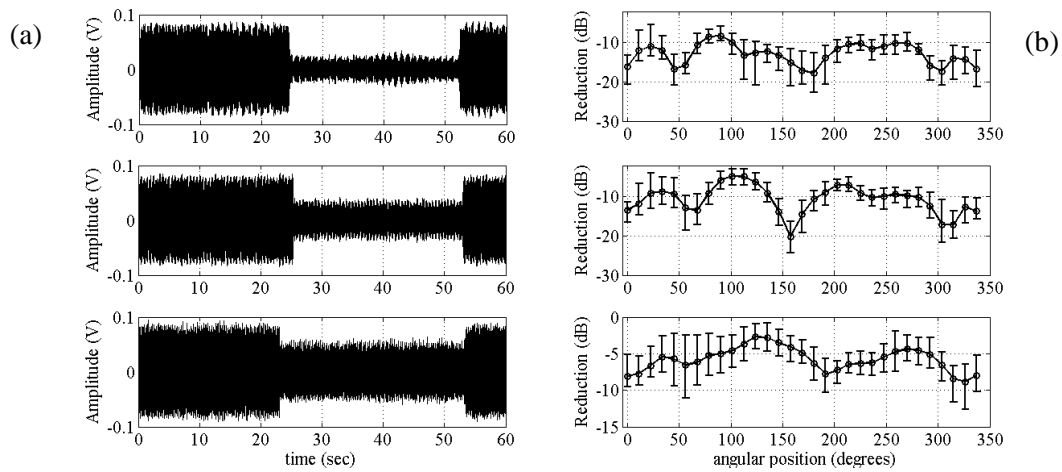 (a)
Amplitude (V)
0.1
0
-0.1
0 10 20 30 40 50 60
Amplitude (V)
0.1
0
-0.1
0 10 20 30 40 50 60
Amplitude (V)
0.1
0
-0.1
0 10 20 30 40 50 60
time (sec)
(b)
Reduction (dB)
-10
-20
-30
0 50 100 150 200 250 300 350
Reduction (dB)
-10
-20
-30
0 50 100 150 200 250 300 350
Reduction (dB)
0
-5
-10
-15
0 50 100 150 200 250 300 350
angular position (degrees)